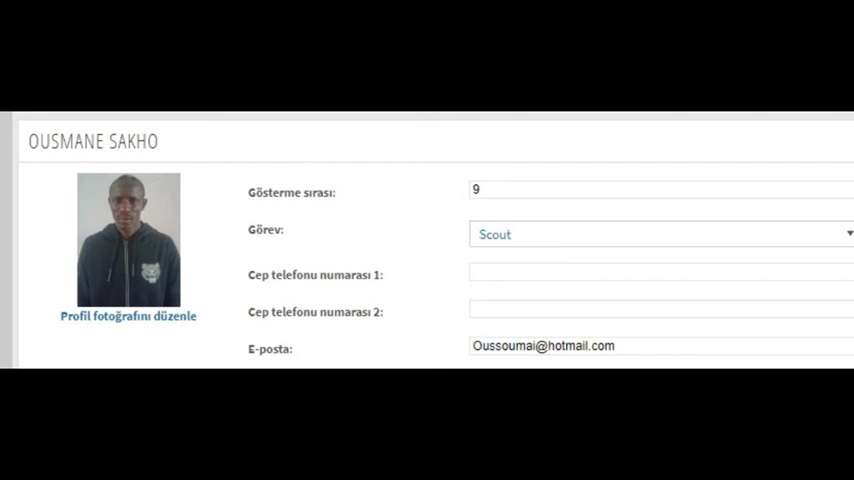 OUSMANE SAKHO
Gösterme sırası: 9
Görev: Scout
Cep telefonu numarası 1:
Cep telefonu numarası 2:
Profil fotoğrafını düzenle
E-posta: Oussoumai@hotmail.com